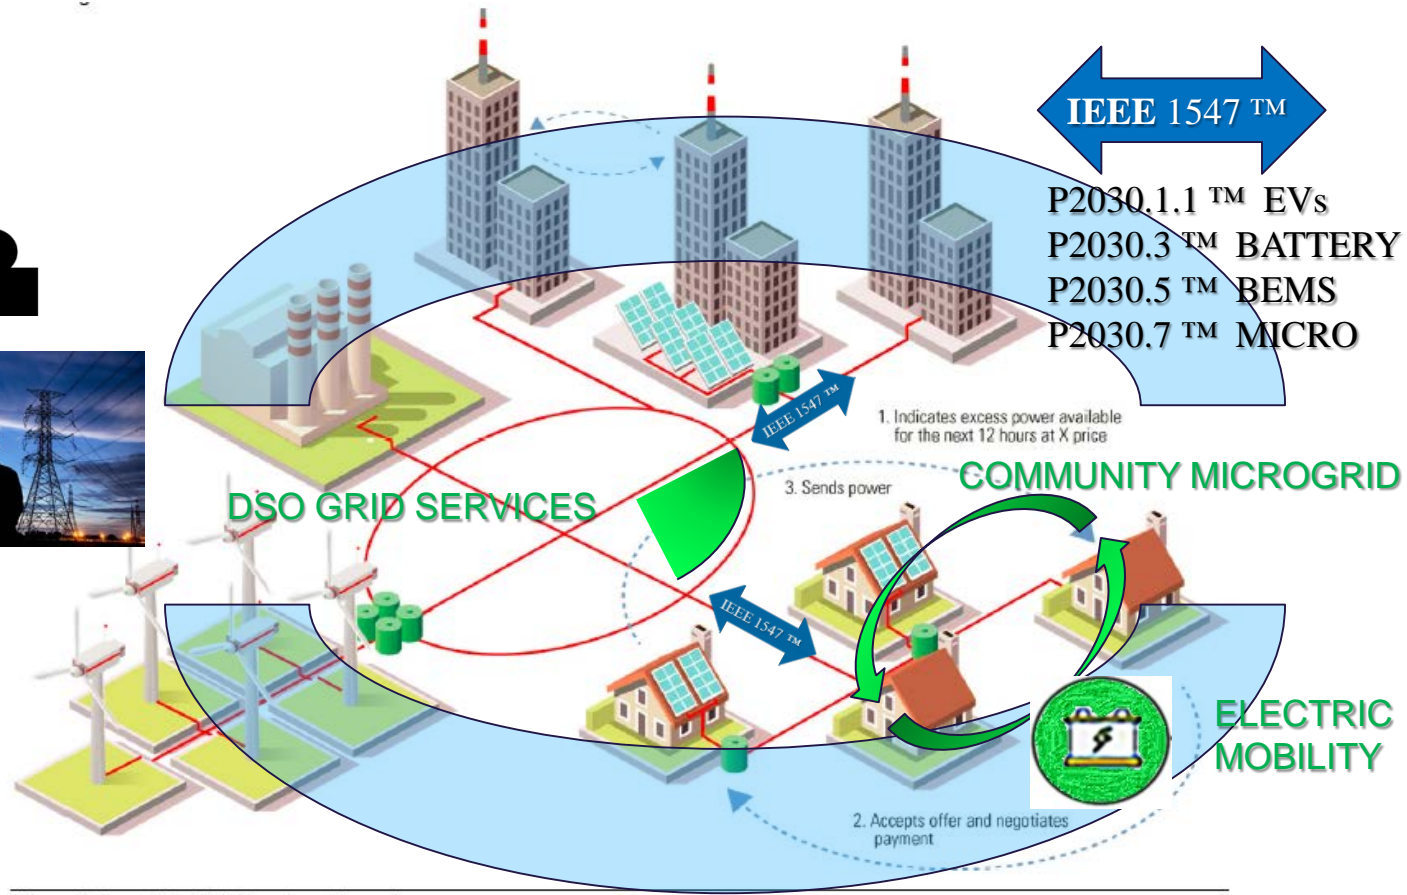 IEEE 1547 ™
P2030.1.1 ™ EVs
P2030.3 ™ BATTERY
P2030.5 ™ BEMS
P2030.7 ™ MICRO
IEEE 1547 ™
1. Indicates excess power available
for the next 12 hours at X price
COMMUNITY MICROGRID
3. Sends power
DSO GRID SERVICES
IEEE 1547 ™
ELECTRIC
MOBILITY
2. Accepts offer and negotiates
payment